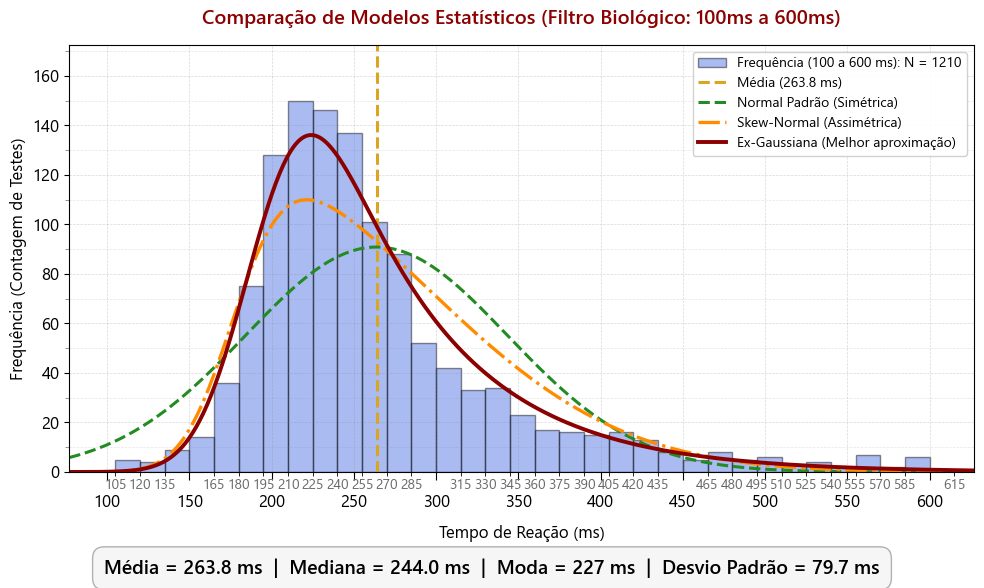 Comparação de Modelos Estatísticos (Filtro Biológico: 100ms a 600ms)
Frequência (100 a 600 ms): N = 1210
Média (263.8 ms)
Normal Padrão (Simétrica)
Skew-Normal (Assimétrica)
Ex-Gaussiana (Melhor aproximação)
Frequência (Contagem de Testes)
160
140
120
100
80
60
40
20
0
105 120 135 165 180 195 210 225 240 255 270 285 315 330 345 360 375 390 405 420 435 465 480 495 510 525 540 555 570 585 615
100 150 200 250 300 350 400 450 500 550 600
Tempo de Reação (ms)
Média = 263.8 ms | Mediana = 244.0 ms | Moda = 227 ms | Desvio Padrão = 79.7 ms